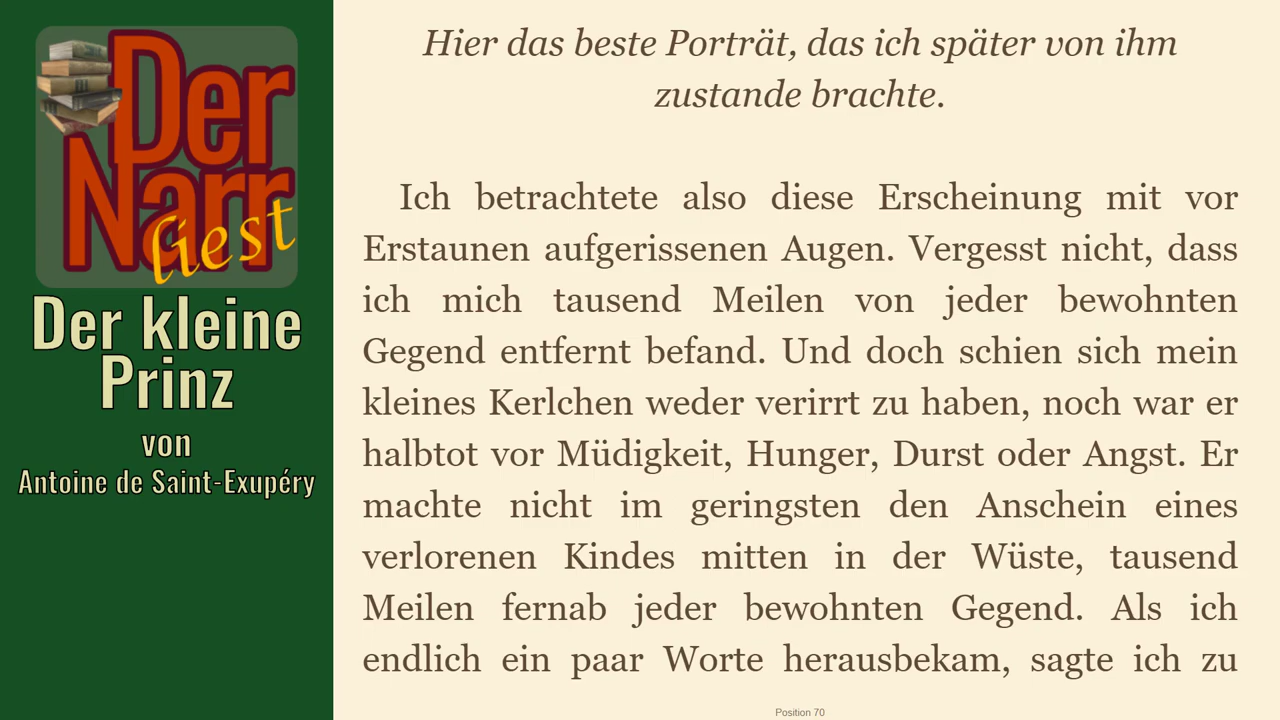 Der
Narr
liest
Der kleine
Prinz
von
Antoine de Saint-Exupéry
Hier das beste Porträt, das ich später von ihm
zustande brachte.
Ich betrachtete also diese Erscheinung mit vor
Erstaunen aufgerissenen Augen. Vergesst nicht, dass
ich mich tausend Meilen von jeder bewohnten
Gegend entfernt befand. Und doch schien sich mein
kleines Kerlchen weder verirrt zu haben, noch war er
halbtot vor Müdigkeit, Hunger, Durst oder Angst. Er
machte nicht im geringsten den Anschein eines
verlorenen Kindes mitten in der Wüste, tausend
Meilen fernab jeder bewohnten Gegend. Als ich
endlich ein paar Worte herausbekam, sagte ich zu
Position 70